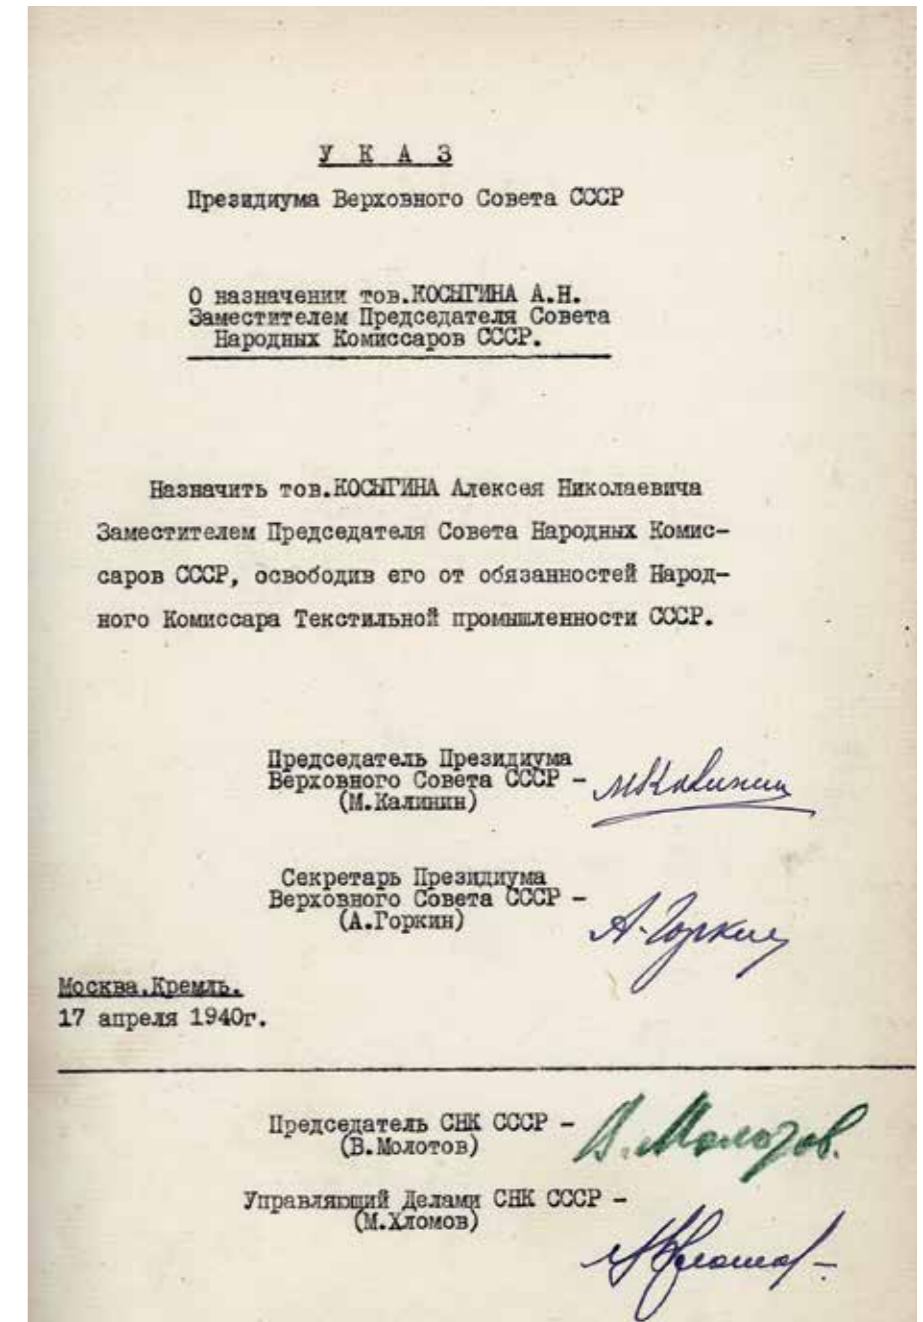 У К А З
Президиума Верховного Совета СССР
О назначении тов.КОСЫГИНА А.Н.
Заместителем Председателя Совета
Народных Комиссаров СССР.
Назначить тов.КОСЫГИНА Алексея Николаевича
Заместителем Председателя Совета Народных Комис-
саров СССР, освободив его от обязанностей Народ-
ного Комиссара Текстильной промышленности СССР.
Председатель Президиума
Верховного Совета СССР - МКалинин
(М.Калинин)
Секретарь Президиума
Верховного Совета СССР -
(А.Горкин) А.Горкин
Москва.Кремль.
17 апреля 1940г.
Председатель СНК СССР - В.Молотов.
(В.Молотов)
Управляющий Делами СНК СССР -
(М.Хломов)